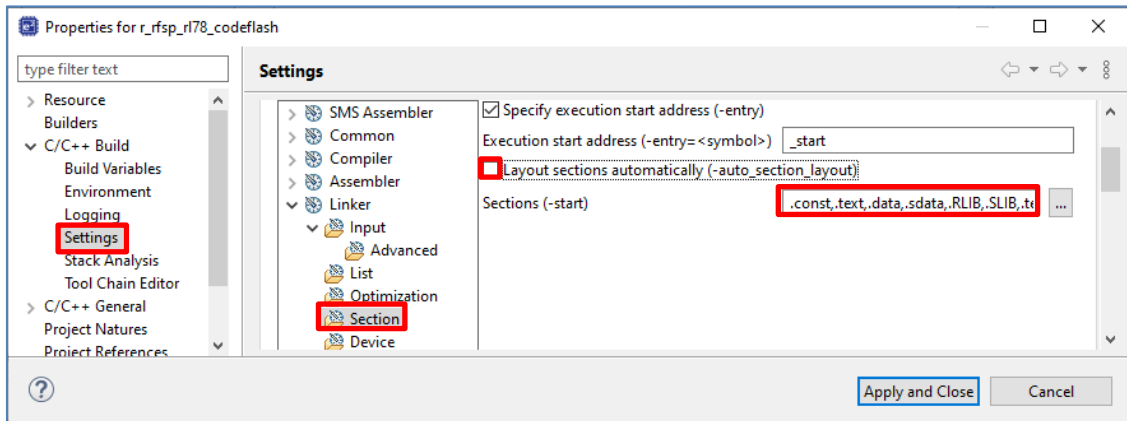 Properties for r_rfsp_rl78_codeflash
type filter text
Settings
Resource
Builders
C/C++ Build
Build Variables
Environment
Logging
Settings
Stack Analysis
Tool Chain Editor
C/C++ General
Project Natures
Project References
SMS Assembler
Common
Compiler
Assembler
Linker
Input
Advanced
List
Optimization
Section
Device
Specify execution start address (-entry)
Execution start address (-entry=<symbol>) _start
Layout sections automatically (-auto_section_layout)
Sections (-start) .const,.text,.data,.sdata,.RLIB,.SLIB,.te ...
? Apply and Close Cancel